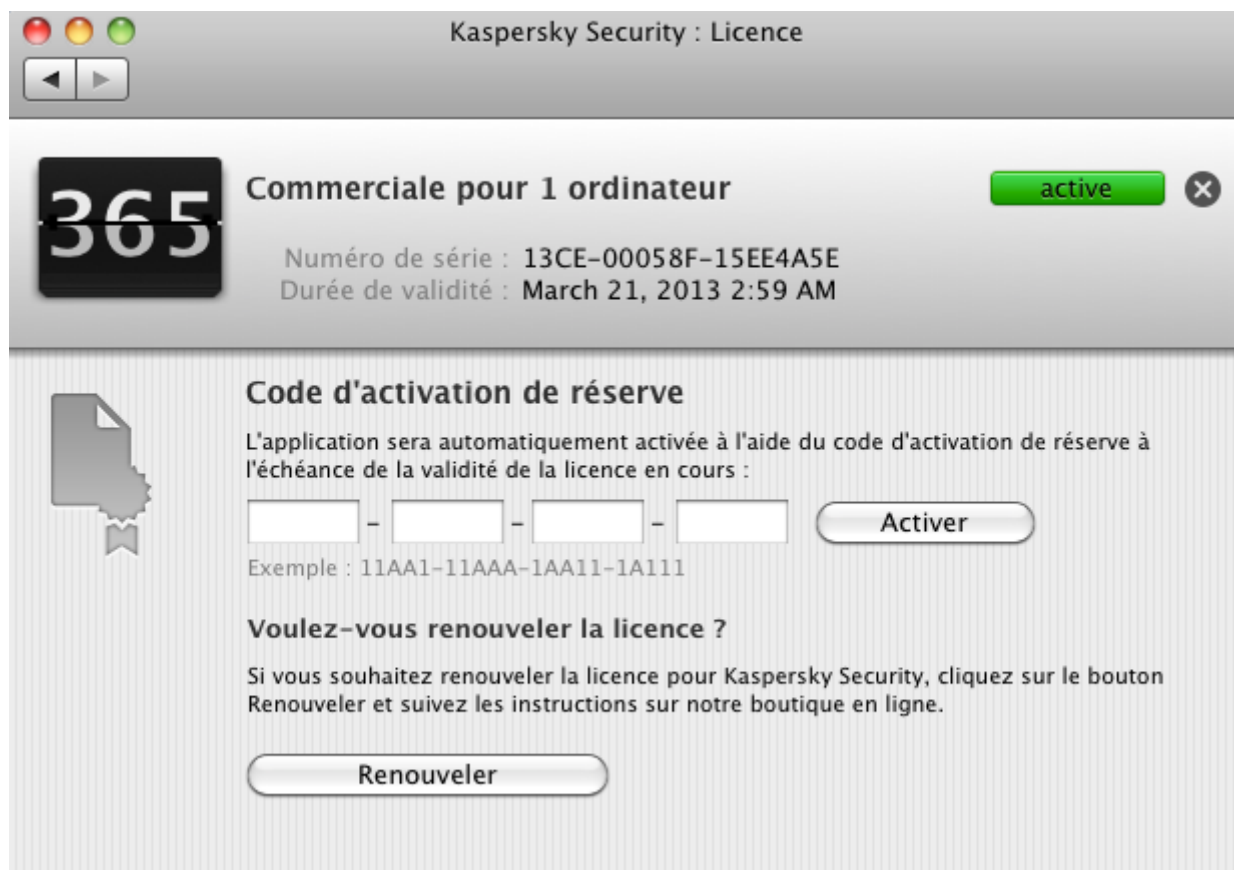 Kaspersky Security : Licence
365
Commerciale pour 1 ordinateur
active
Numéro de série : 13CE-00058F-15EE4A5E
Durée de validité : March 21, 2013 2:59 AM
Code d'activation de réserve
L'application sera automatiquement activée à l'aide du code d'activation de réserve à
l'échéance de la validité de la licence en cours :
- - -
Activer
Exemple : 11AA1-11AAA-1AA11-1A111
Voulez-vous renouveler la licence ?
Si vous souhaitez renouveler la licence pour Kaspersky Security, cliquez sur le bouton
Renouveler et suivez les instructions sur notre boutique en ligne.
Renouveler